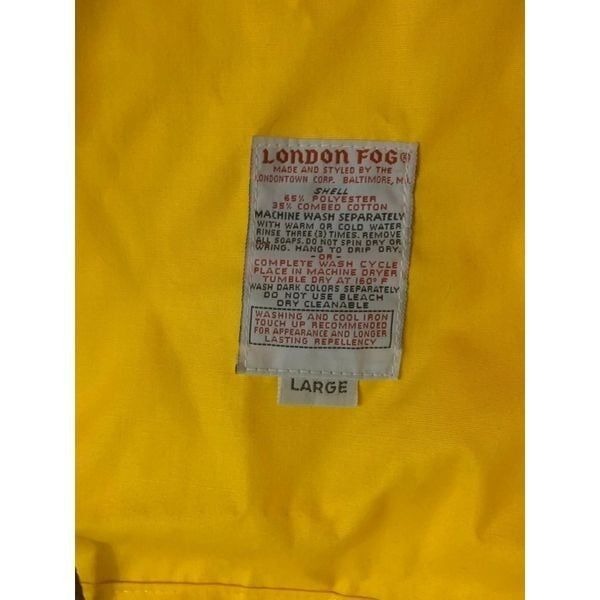 LONDON FOG®
MADE AND STYLED BY THE
LONDONTOWN CORP. BALTIMORE,
SHELL
65% POLYESTER
35% COMBED COTTON
MACHINE WASH SEPARATELY
WITH WARM OR COLD WATER
RINSE THREE (3) TIMES. REMOVE
ALL SOAPS. DO NOT SPIN DRY OR
WRING. HANG TO DRIP DRY.
-OR-
COMPLETE WASH CYCLE
PLACE IN MACHINE DRYER
TUMBLE DRY AT 160° F
WASH DARK COLORS SEPARATELY
DO NOT USE BLEACH
DRY CLEANABLE
WASHING AND COOL IRON
TOUCH UP RECOMMENDED
FOR APPEARANCE AND LONGER
LASTING REPELLENCY
LARGE